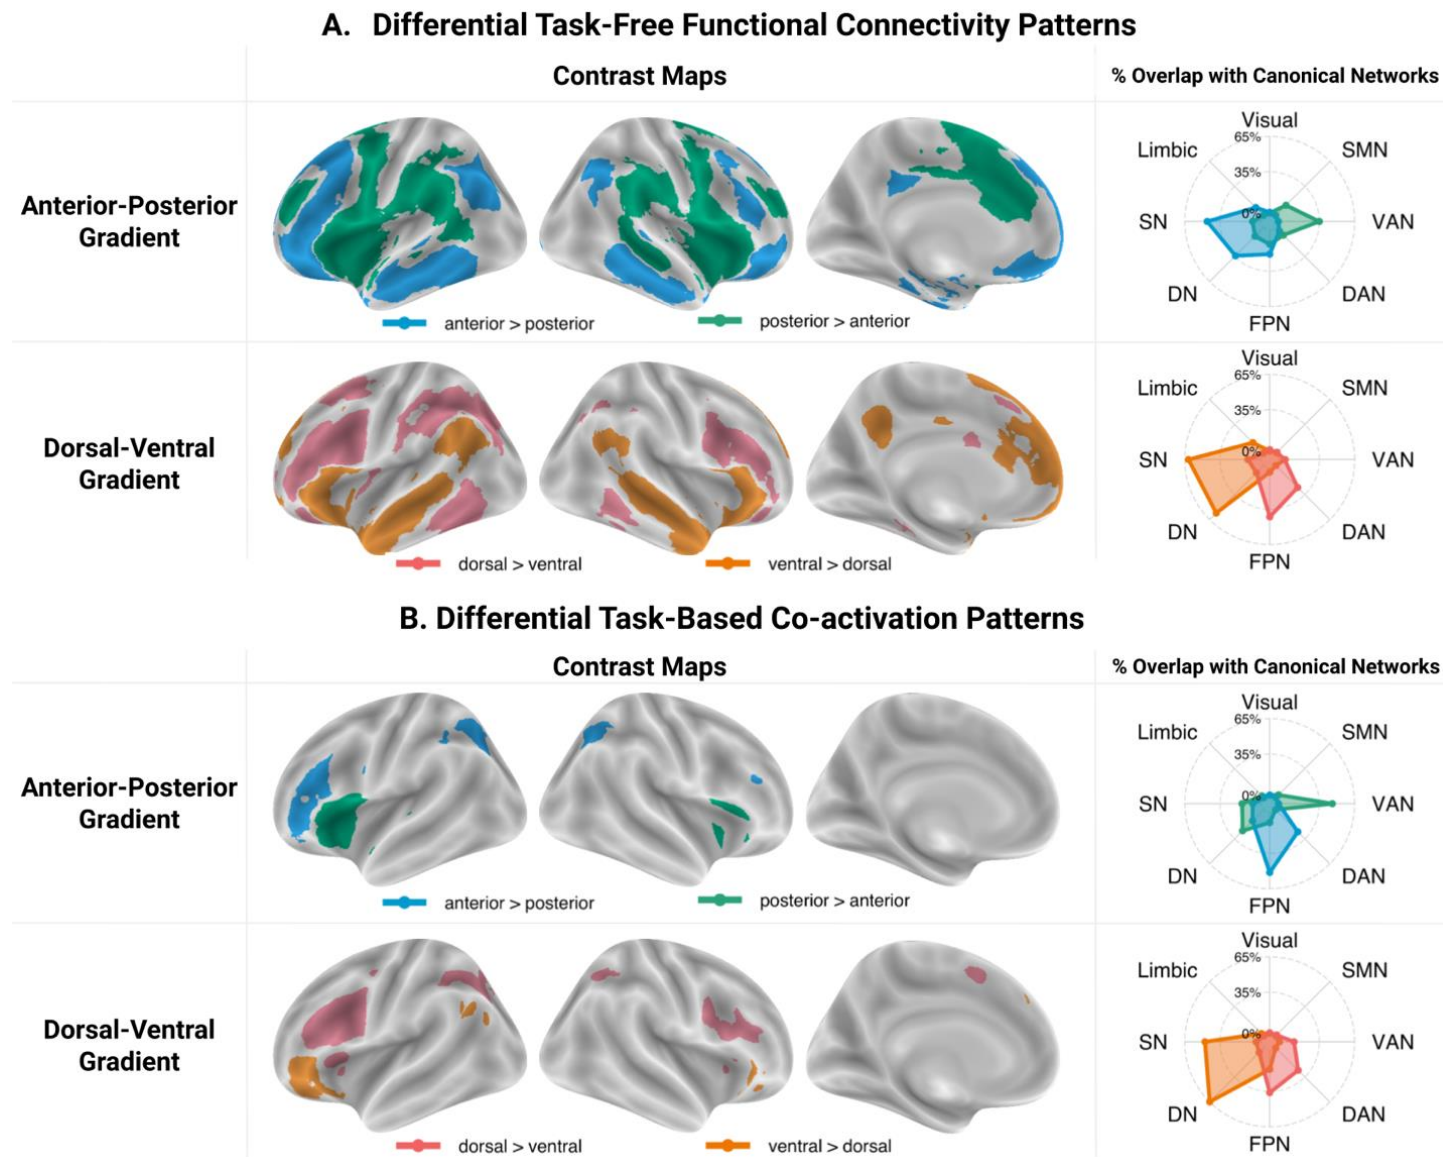 A. Differential Task-Free Functional Connectivity Patterns
Contrast Maps
% Overlap with Canonical Networks
Anterior-Posterior
Gradient
Visual
65%
Limbic
SMN
35%
0%
SN
VAN
DN
DAN
FPN
anterior > posterior
posterior > anterior
Dorsal-Ventral
Gradient
Visual
65%
Limbic
SMN
35%
0%
SN
VAN
DN
DAN
FPN
dorsal > ventral
ventral > dorsal
B. Differential Task-Based Co-activation Patterns
Contrast Maps
% Overlap with Canonical Networks
Anterior-Posterior
Gradient
Visual
65%
Limbic
SMN
35%
0%
SN
VAN
DN
DAN
FPN
anterior > posterior
posterior > anterior
Dorsal-Ventral
Gradient
Visual
65%
Limbic
SMN
35%
0%
SN
VAN
DN
DAN
FPN
dorsal > ventral
ventral > dorsal